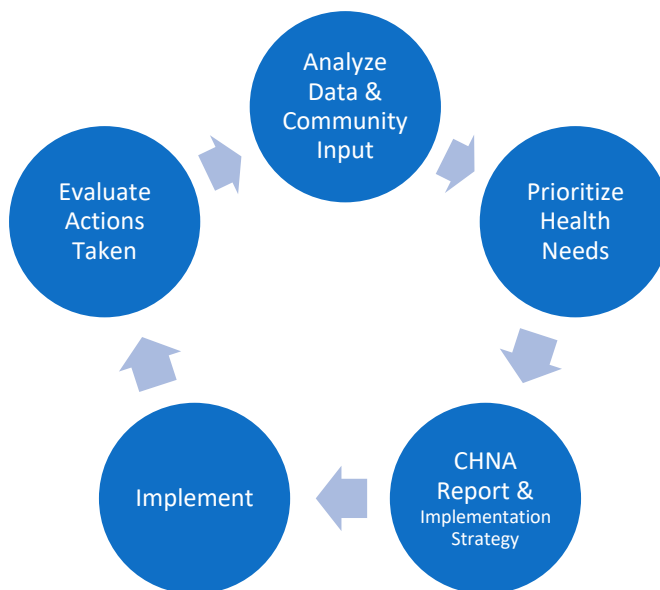 Analyze
Data &
Community
Input
Prioritize
Health
Needs
CHNA
Report &
Implementation
Strategy
Implement
Evaluate
Actions
Taken